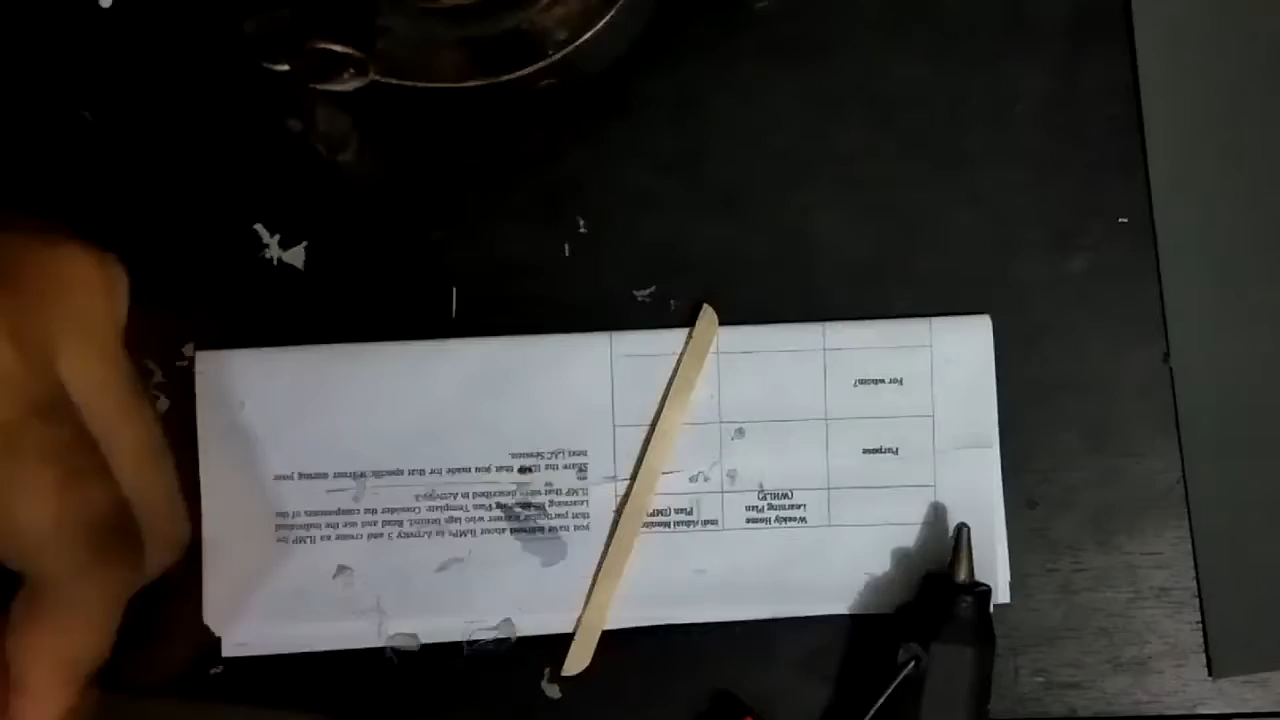 Weekly Home
Learning Plan
(WHLP)
Individual
Plan
Purpose
For whom?
you have learned about ILMPs in Activity 3 and create an ILMP for
that particular learner who lags behind. Read and use the Individual
Learning Plan Template. Consider the components of the
ILMP that were described in Activity 3.
Share the ILMP that you made for that specific learner during your
next LAC Session.